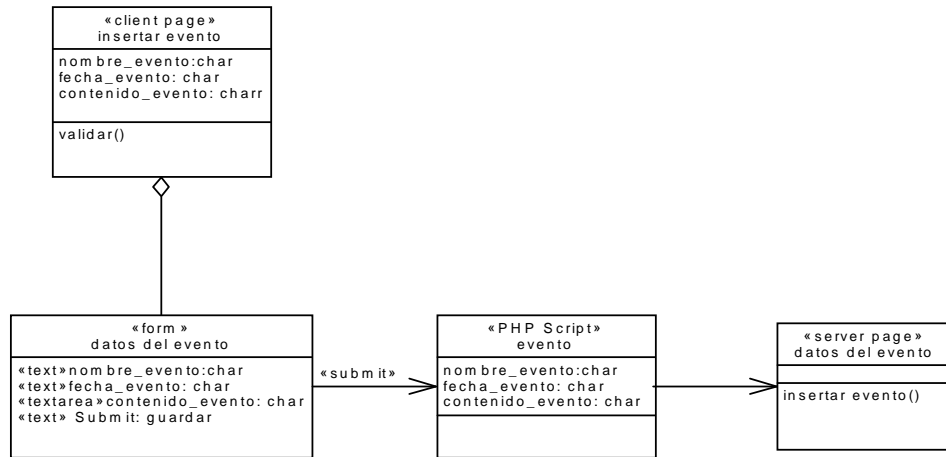 «client page»
insertar evento
nombre_evento:char
fecha_evento: char
contenido_evento: charr
validar()
«form»
datos del evento
«text»nombre_evento:char
«text»fecha_evento: char
«textarea»contenido_evento: char
«text» Submit: guardar
«submit»
«PHP Script»
evento
nombre_evento:char
fecha_evento: char
contenido_evento: char
«server page»
datos del evento
insertar evento()